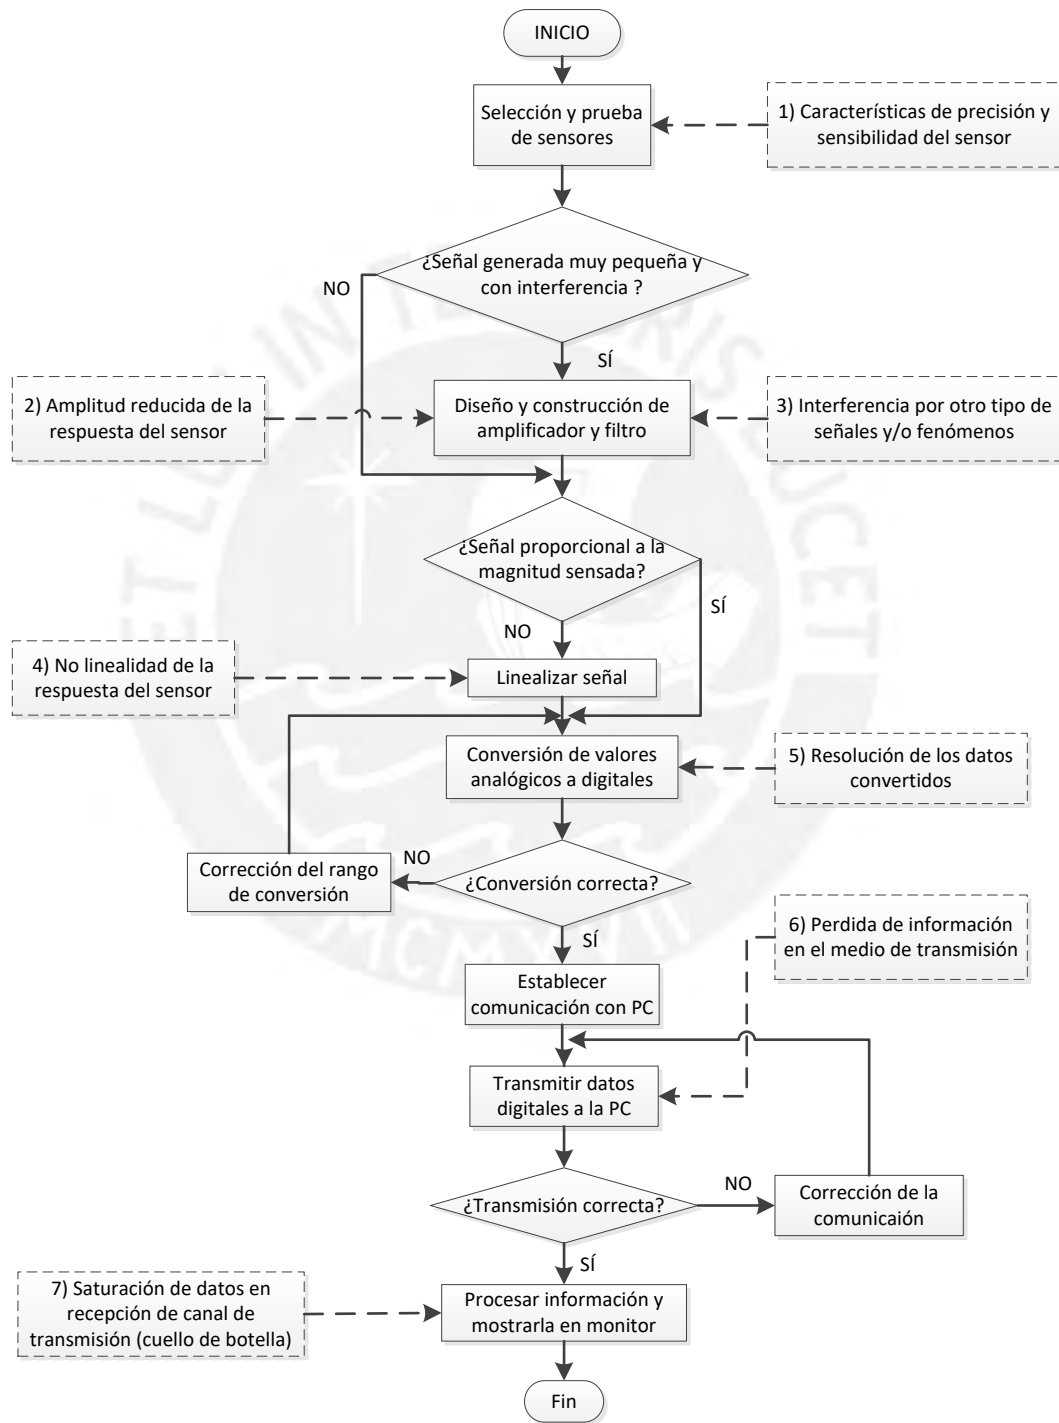 INICIO
Selección y prueba
de sensores
1) Características de precisión y
sensibilidad del sensor
¿Señal generada muy pequeña y
con interferencia ?
NO
SÍ
2) Amplitud reducida de la
respuesta del sensor
Diseño y construcción de
amplificador y filtro
3) Interferencia por otro tipo de
señales y/o fenómenos
¿Señal proporcional a la
magnitud sensada?
SÍ
NO
4) No linealidad de la
respuesta del sensor
Linealizar señal
Conversión de valores
analógicos a digitales
5) Resolución de los datos
convertidos
Corrección del rango
de conversión
NO
¿Conversión correcta?
SÍ
6) Perdida de información
en el medio de transmisión
Establecer
comunicación con PC
Transmitir datos
digitales a la PC
¿Transmisión correcta?
NO
Corrección de la
comunicaión
SÍ
7) Saturación de datos en
recepción de canal de
transmisión (cuello de botella)
Procesar información y
mostrarla en monitor
Fin